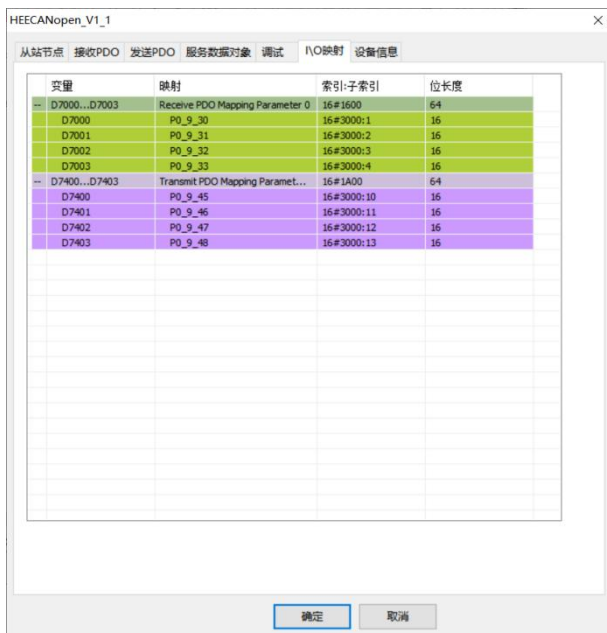 HEECANopen_V1_1
从站节点 接收PDO 发送PDO 服务数据对象 调试 I\O映射 设备信息
变量 映射 索引:子索引 位长度
D7000...D7003 Receive PDO Mapping Parameter 0 16#1600 64
D7000 P0_9_30 16#3000:1 16
D7001 P0_9_31 16#3000:2 16
D7002 P0_9_32 16#3000:3 16
D7003 P0_9_33 16#3000:4 16
D7400...D7403 Transmit PDO Mapping Paramet... 16#1A00 64
D7400 P0_9_45 16#3000:10 16
D7401 P0_9_46 16#3000:11 16
D7402 P0_9_47 16#3000:12 16
D7403 P0_9_48 16#3000:13 16
确定 取消